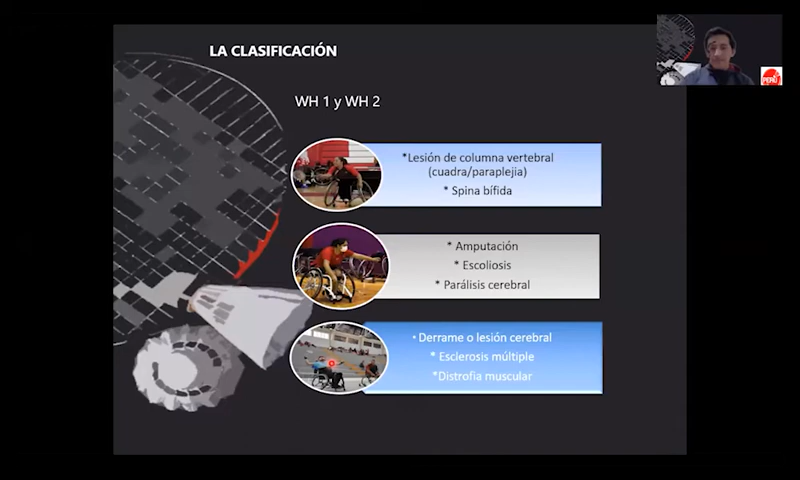 LA CLASIFICACIÓN
WH 1 y WH 2
*Lesión de columna vertebral
(cuadra/paraplejia)
* Spina bífida
* Amputación
* Escoliosis
* Parálisis cerebral
• Derrame o lesión cerebral
* Esclerosis múltiple
*Distrofia muscular
PERÚ